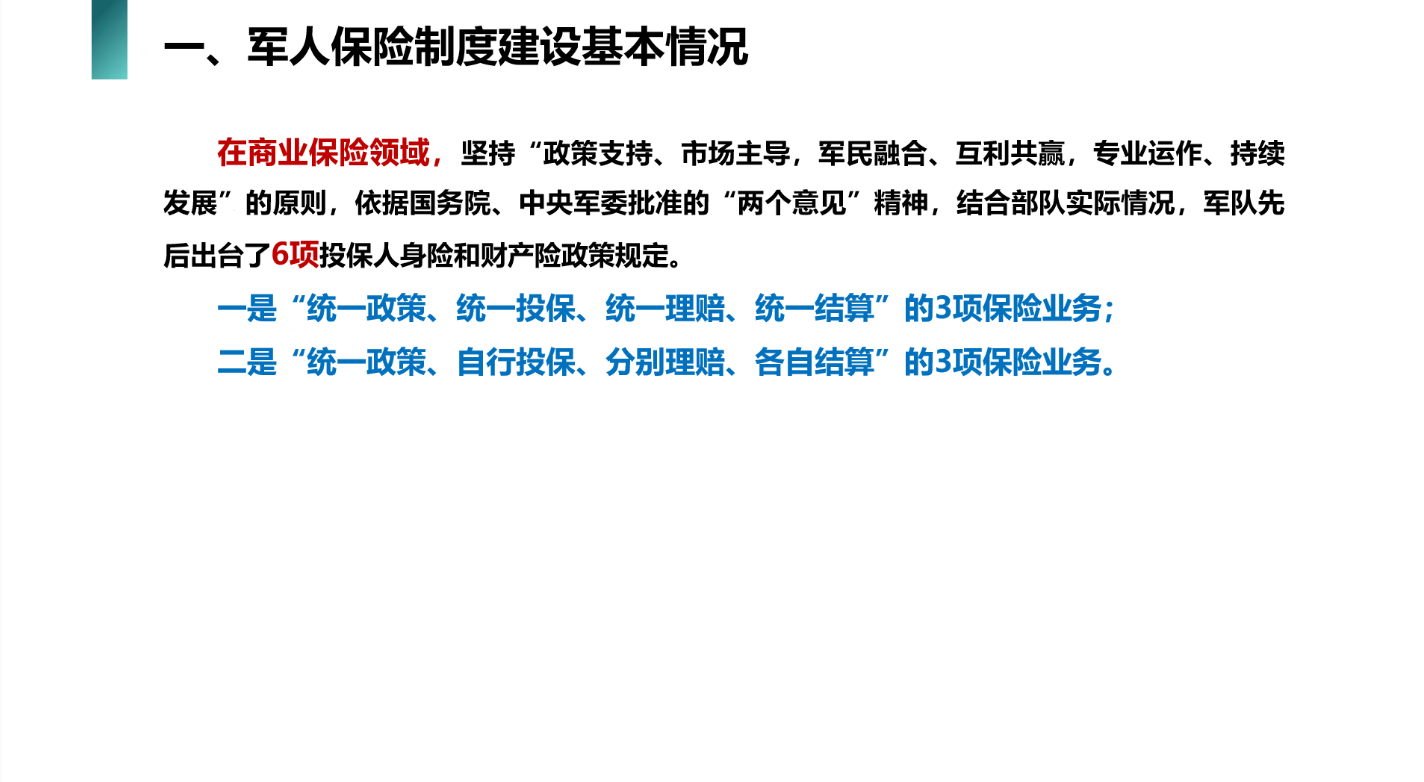 一、军人保险制度建设基本情况
在商业保险领域，坚持“政策支持、市场主导，军民融合、互利共赢，专业运作、持续
发展”的原则，依据国务院、中央军委批准的“两个意见”精神，结合部队实际情况，军队先
后出台了6项投保人身险和财产险政策规定。
一是“统一政策、统一投保、统一理赔、统一结算”的3项保险业务；
二是“统一政策、自行投保、分别理赔、各自结算”的3项保险业务。